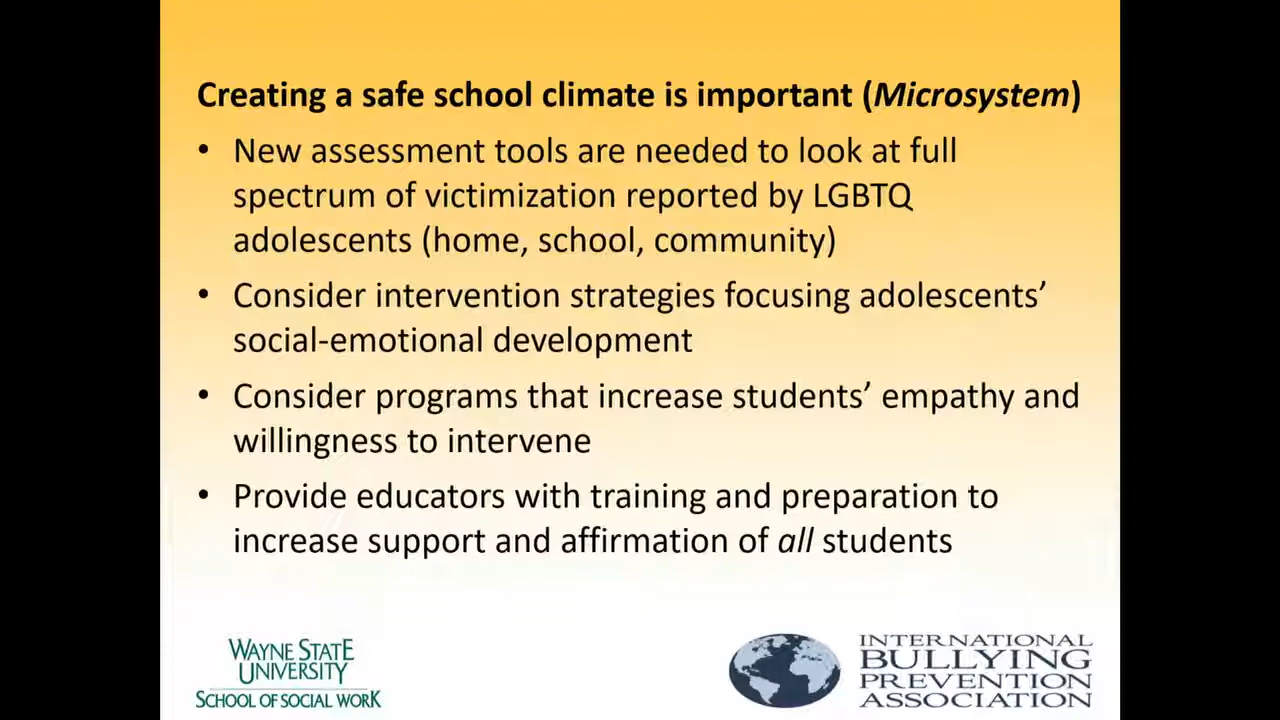 Creating a safe school climate is important (Microsystem)
• New assessment tools are needed to look at full
spectrum of victimization reported by LGBTQ
adolescents (home, school, community)
• Consider intervention strategies focusing adolescents’
social-emotional development
• Consider programs that increase students’ empathy and
willingness to intervene
• Provide educators with training and preparation to
increase support and affirmation of all students
WAYNE STATE
UNIVERSITY
SCHOOL OF SOCIAL WORK
INTERNATIONAL
BULLYING
PREVENTION
ASSOCIATION